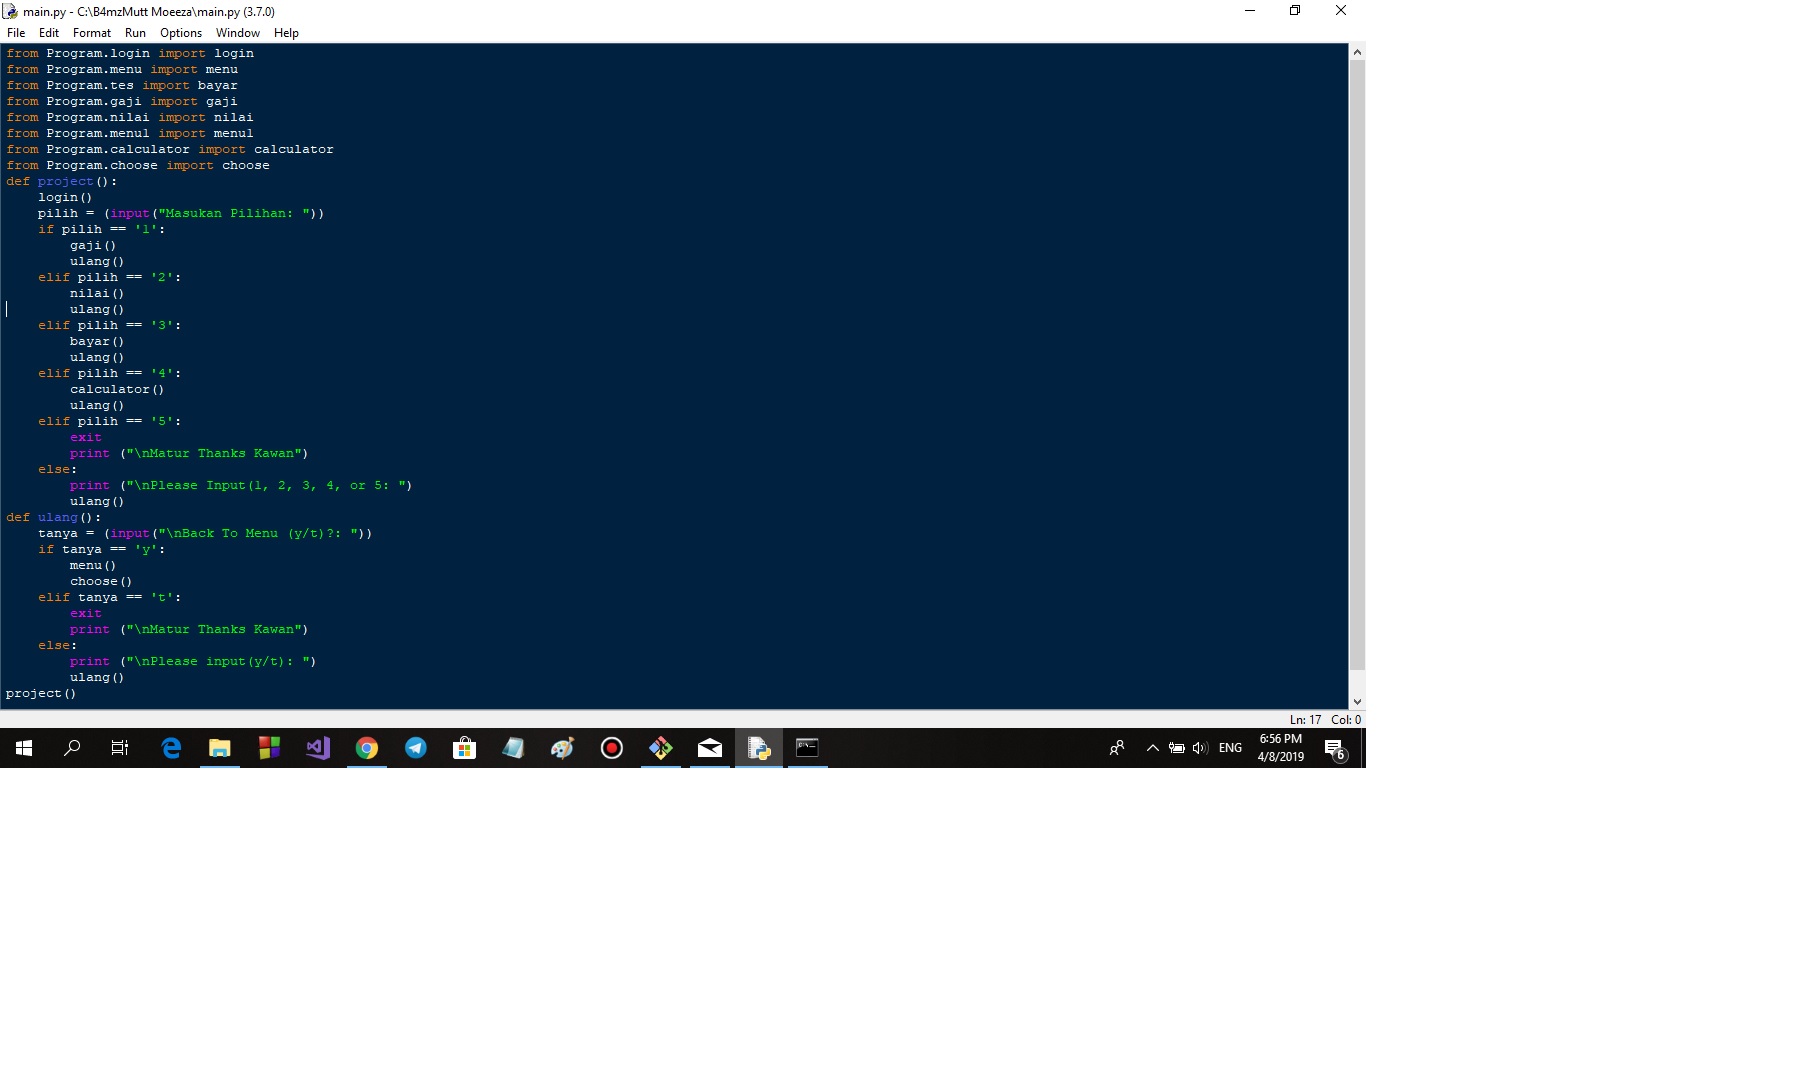 main.py - C:\B4mzMutt Moeeza\main.py (3.7.0)
File Edit Format Run Options Window Help
from Program.login import login
from Program.menu import menu
from Program.tes import bayar
from Program.gaji import gaji
from Program.nilai import nilai
from Program.menu1 import menu1
from Program.calculator import calculator
from Program.choose import choose
def project():
    login()
    pilih = (input("Masukan Pilihan: "))
    if pilih == '1':
        gaji()
        ulang()
    elif pilih == '2':
        nilai()
        ulang()
    elif pilih == '3':
        bayar()
        ulang()
    elif pilih == '4':
        calculator()
        ulang()
    elif pilih == '5':
        exit
        print ("\nMatur Thanks Kawan")
    else:
        print ("\nPlease Input(1, 2, 3, 4, or 5: ")
        ulang()
def ulang():
    tanya = (input("\nBack To Menu (y/t)?: "))
    if tanya == 'y':
        menu()
        choose()
    elif tanya == 't':
        exit
        print ("\nMatur Thanks Kawan")
    else:
        print ("\nPlease input(y/t): ")
        ulang()
project()
Ln: 17 Col: 0
ENG
6:56 PM
4/8/2019
6